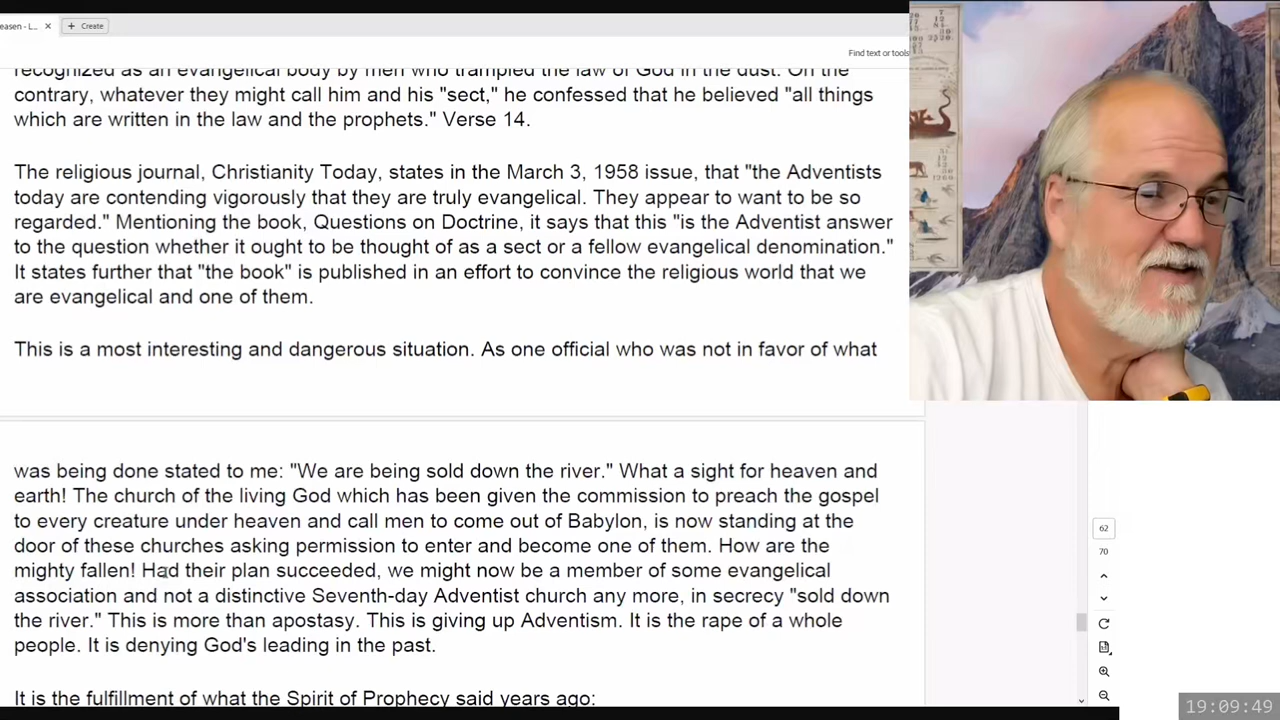 easen - L...
Create
Find text or tools
recognized as an evangelical body by men who trampled the law of God in the dust. On the
contrary, whatever they might call him and his "sect," he confessed that he believed "all things
which are written in the law and the prophets." Verse 14.
The religious journal, Christianity Today, states in the March 3, 1958 issue, that "the Adventists
today are contending vigorously that they are truly evangelical. They appear to want to be so
regarded." Mentioning the book, Questions on Doctrine, it says that this "is the Adventist answer
to the question whether it ought to be thought of as a sect or a fellow evangelical denomination."
It states further that "the book" is published in an effort to convince the religious world that we
are evangelical and one of them.
This is a most interesting and dangerous situation. As one official who was not in favor of what
was being done stated to me: "We are being sold down the river." What a sight for heaven and
earth! The church of the living God which has been given the commission to preach the gospel
to every creature under heaven and call men to come out of Babylon, is now standing at the
door of these churches asking permission to enter and become one of them. How are the
mighty fallen! Had their plan succeeded, we might now be a member of some evangelical
association and not a distinctive Seventh-day Adventist church any more, in secrecy "sold down
the river." This is more than apostasy. This is giving up Adventism. It is the rape of a whole
people. It is denying God's leading in the past.
It is the fulfillment of what the Spirit of Prophecy said years ago:
62
70
19:09:49